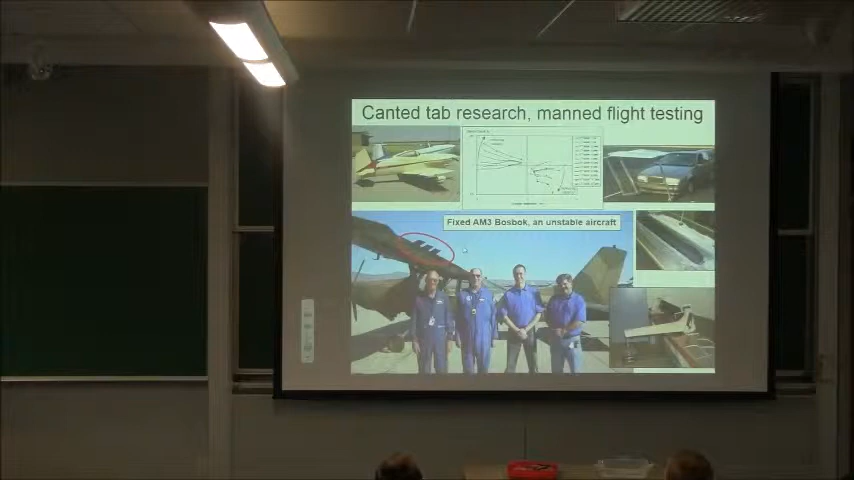 Canted tab research, manned flight testing
Fixed AM3 Bosbok, an unstable aircraft